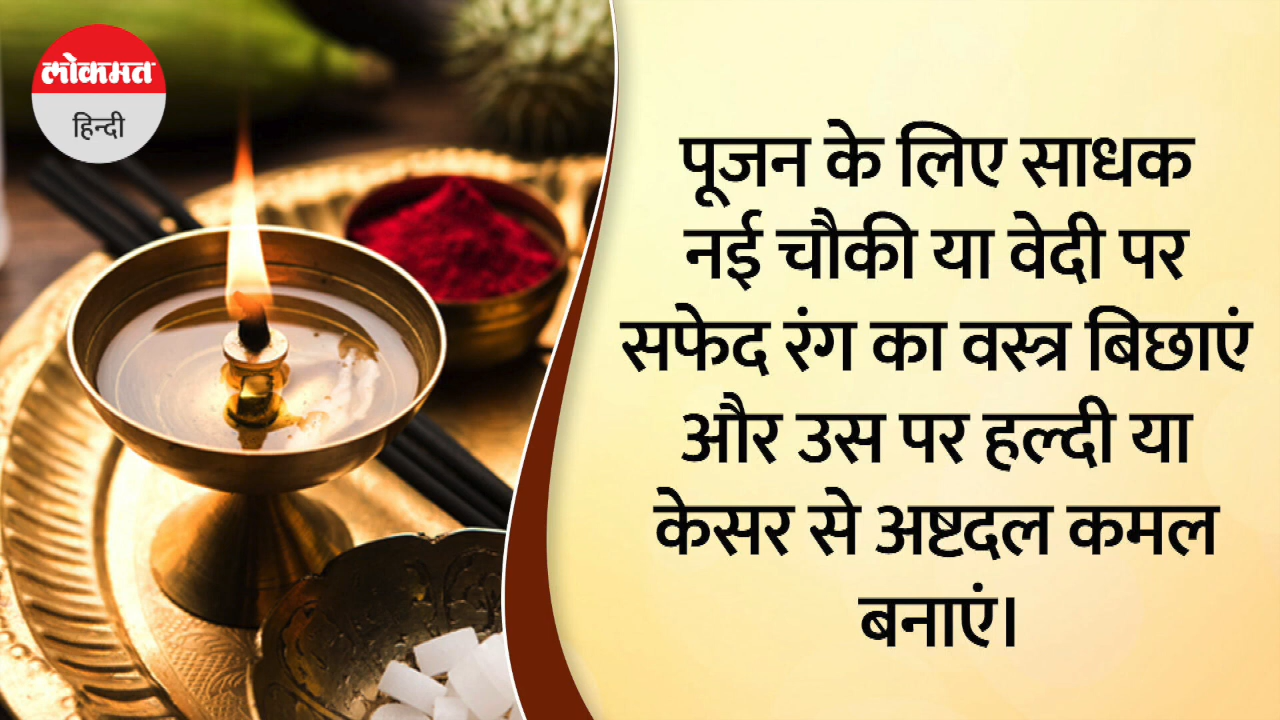 लोकमत
हिन्दी
पूजन के लिए साधक
नई चौकी या वेदी पर
सफेद रंग का वस्त्र बिछाएं
और उस पर हल्दी या
केसर से अष्टदल कमल
बनाएं।